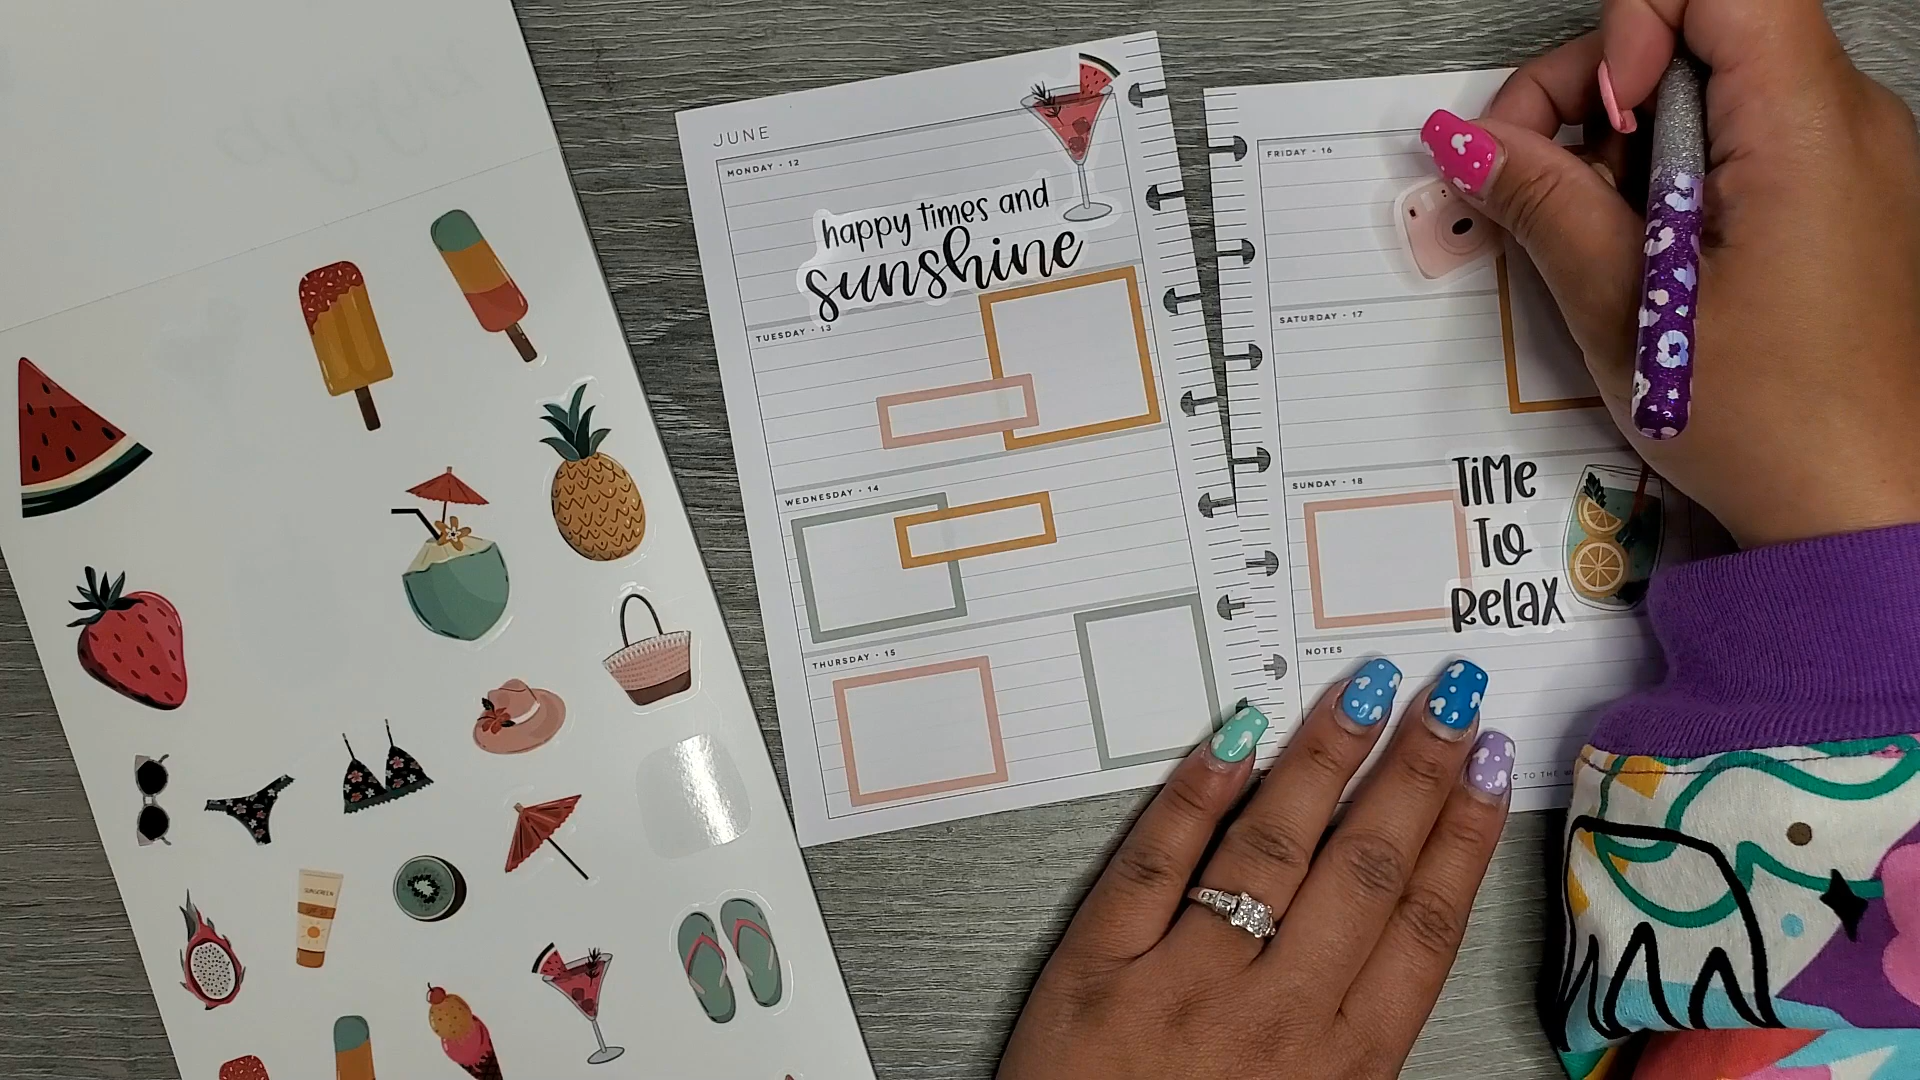 JUNE
MONDAY • 12
happy times and
sunshine
TUESDAY • 13
WEDNESDAY • 14
THURSDAY • 15
FRIDAY • 16
SATURDAY • 17
SUNDAY • 18
TIME
TO
RELAX
NOTES
SUNSCREEN